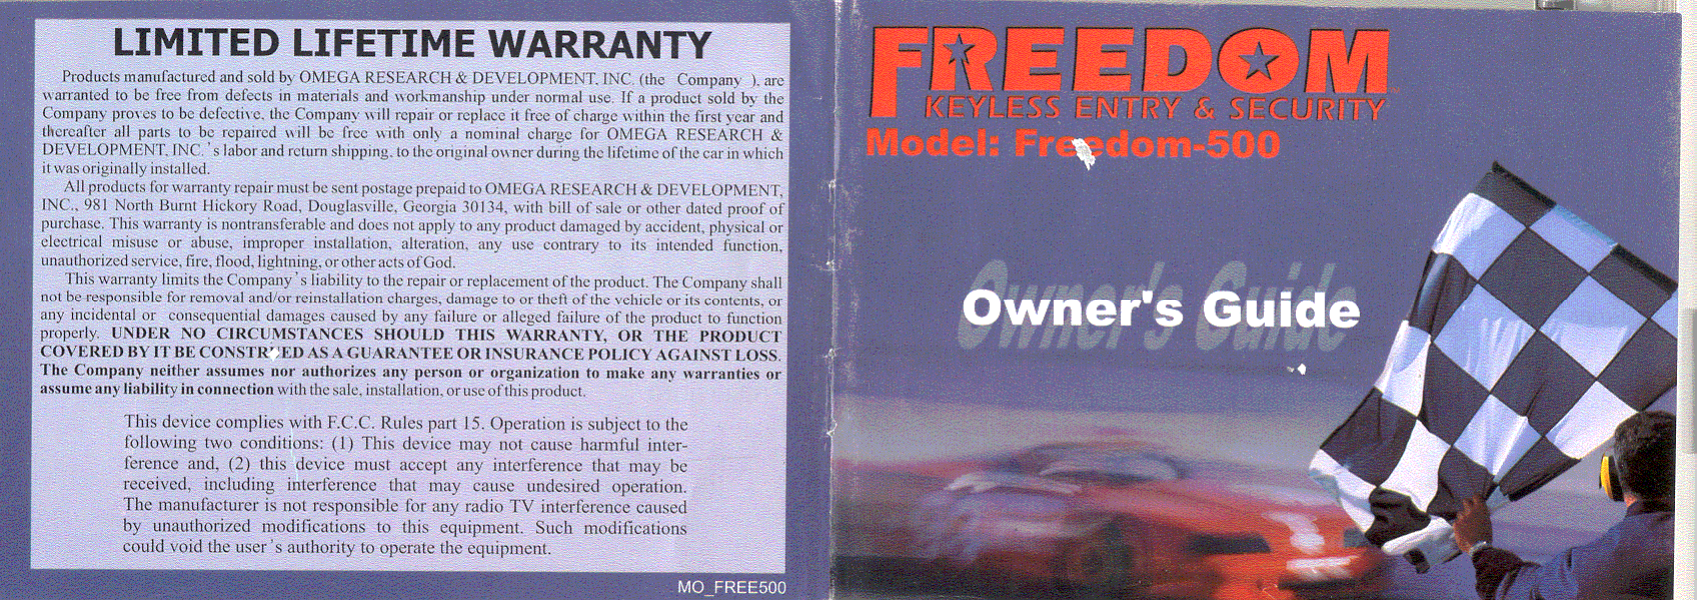 LIMITED LIFETIME WARRANTY
Products manufactured and sold by OMEGA RESEARCH & DEVELOPMENT, INC. (the Company ), are
warranted to be free from defects in materials and workmanship under normal use. If a product sold by the
Company proves to be defective, the Company will repair or replace it free of charge within the first year and
thereafter all parts to be repaired will be free with only a nominal charge for OMEGA RESEARCH &
DEVELOPMENT, INC. 's labor and return shipping, to the original owner during the lifetime of the car in which
it was originally installed.
All products for warranty repair must be sent postage prepaid to OMEGA RESEARCH & DEVELOPMENT,
INC., 981 North Burnt Hickory Road, Douglasville, Georgia 30134, with bill of sale or other dated proof of
purchase. This warranty is nontransferable and does not apply to any product damaged by accident, physical or
electrical misuse or abuse, improper installation, alteration, any use contrary to its intended function,
unauthorized service, fire, flood, lightning, or other acts of God.
This warranty limits the Company's liability to the repair or replacement of the product. The Company shall
not be responsible for removal and/or reinstallation charges, damage to or theft of the vehicle or its contents, or
any incidental or consequential damages caused by any failure or alleged failure of the product to function
properly. UNDER NO CIRCUMSTANCES SHOULD THIS WARRANTY, OR THE PRODUCT
COVERED BY IT BE CONSTRUED AS A GUARANTEE OR INSURANCE POLICY AGAINST LOSS.
The Company neither assumes nor authorizes any person or organization to make any warranties or
assume any liability in connection with the sale, installation, or use of this product.
This device complies with F.C.C. Rules part 15. Operation is subject to the
following two conditions: (1) This device may not cause harmful inter-
ference and, (2) this device must accept any interference that may be
received, including interference that may cause undesired operation.
The manufacturer is not responsible for any radio TV interference caused
by unauthorized modifications to this equipment. Such modifications
could void the user's authority to operate the equipment.
MO_FREE500
FREEDOM
KEYLESS ENTRY & SECURITY
Model: Freedom-500
Owner's Guide